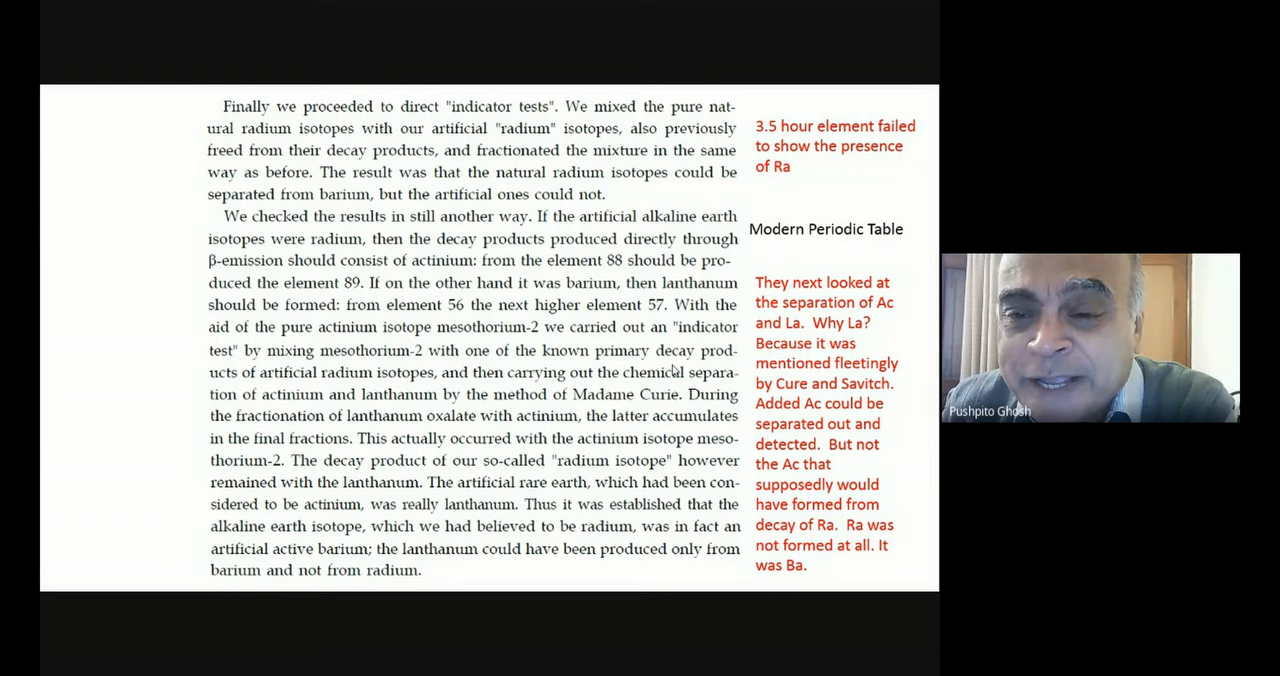 Finally we proceeded to direct "indicator tests". We mixed the pure nat-
ural radium isotopes with our artificial "radium" isotopes, also previously
freed from their decay products, and fractionated the mixture in the same
way as before. The result was that the natural radium isotopes could be
separated from barium, but the artificial ones could not.
We checked the results in still another way. If the artificial alkaline earth
isotopes were radium, then the decay products produced directly through
β-emission should consist of actinium: from the element 88 should be pro-
duced the element 89. If on the other hand it was barium, then lanthanum
should be formed: from element 56 the next higher element 57. With the
aid of the pure actinium isotope mesothorium-2 we carried out an "indicator
test" by mixing mesothorium-2 with one of the known primary decay prod-
ucts of artificial radium isotopes, and then carrying out the chemical separa-
tion of actinium and lanthanum by the method of Madame Curie. During
the fractionation of lanthanum oxalate with actinium, the latter accumulates
in the final fractions. This actually occurred with the actinium isotope meso-
thorium-2. The decay product of our so-called "radium isotope" however
remained with the lanthanum. The artificial rare earth, which had been con-
sidered to be actinium, was really lanthanum. Thus it was established that the
alkaline earth isotope, which we had believed to be radium, was in fact an
artificial active barium; the lanthanum could have been produced only from
barium and not from radium.
3.5 hour element failed
to show the presence
of Ra
Modern Periodic Table
They next looked at
the separation of Ac
and La. Why La?
Because it was
mentioned fleetingly
by Cure and Savitch.
Added Ac could be
separated out and
detected. But not
the Ac that
supposedly would
have formed from
decay of Ra. Ra was
not formed at all. It
was Ba.
Pushpito Ghosh